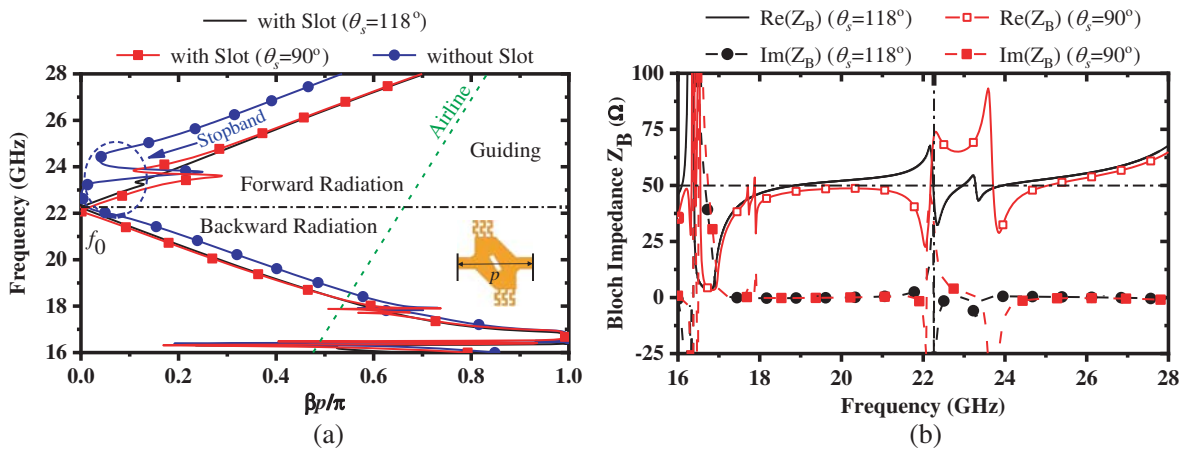 with Slot (θs=118°)
with Slot (θs=90°) without Slot
28
26
24
22
20
18
16
Frequency (GHz)
Stopband
Airline
Guiding
Forward Radiation
Backward Radiation
f0
p
0.0 0.2 0.4 0.6 0.8 1.0
βp/π
(a)
Re(ZB) (θs=118°) Re(ZB) (θs=90°)
Im(ZB) (θs=118°) Im(ZB) (θs=90°)
100
75
50
25
0
-25
Bloch Impedance ZB (Ω)
16 18 20 22 24 26 28
Frequency (GHz)
(b)